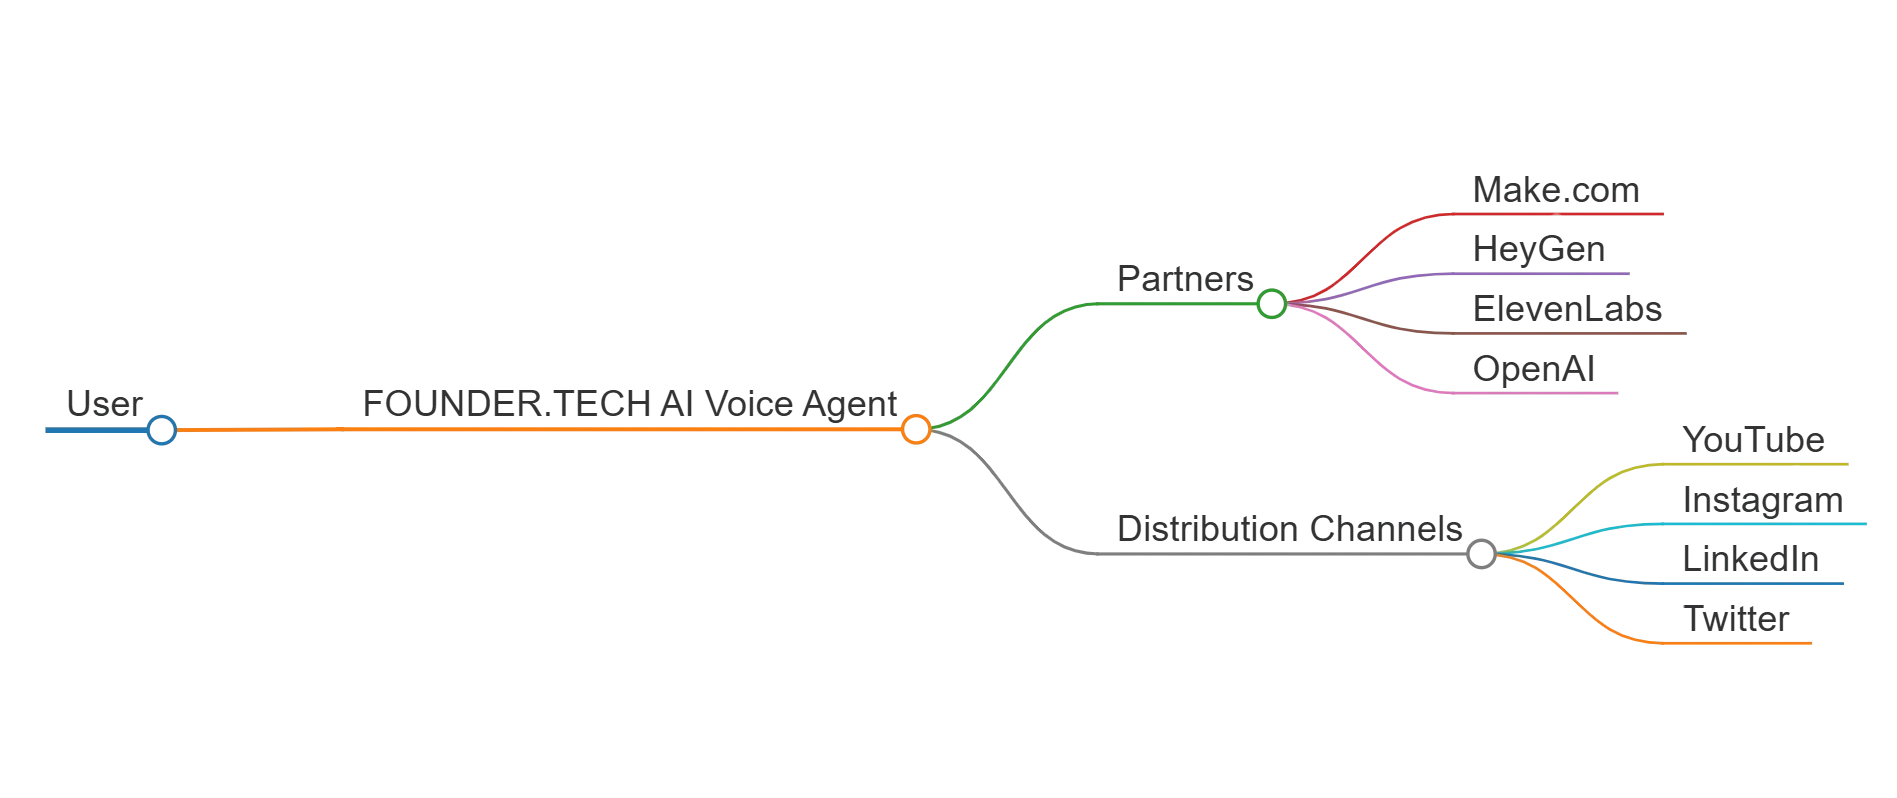 User
FOUNDER.TECH AI Voice Agent
Partners
Make.com
HeyGen
ElevenLabs
OpenAI
Distribution Channels
YouTube
Instagram
LinkedIn
Twitter